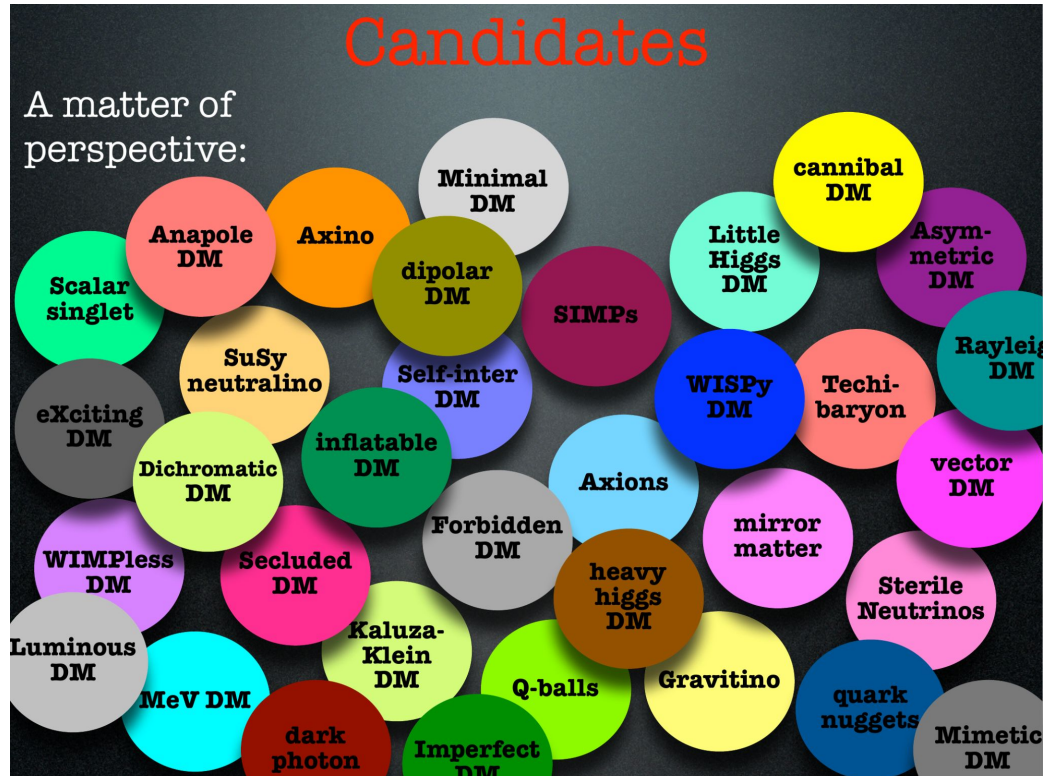 Candidates
A matter of
perspective:
Minimal
DM
cannibal
DM
Anapole
DM
Axino
Little
Higgs
DM
Asym-
metric
DM
Scalar
singlet
dipolar
DM
SIMPs
Rayleig
DM
SuSy
neutralino
Self-inter
DM
WISPy
DM
Techi-
baryon
eXciting
DM
inflatable
DM
Dichromatic
DM
Axions
vector
DM
Forbidden
DM
mirror
matter
WIMPless
DM
Secluded
DM
heavy
higgs
DM
Sterile
Neutrinos
Luminous
DM
Kaluza-
Klein
DM
MeV DM
Q-balls
Gravitino
quark
nuggets
dark
photon
Imperfect
DM
Mimetic
DM